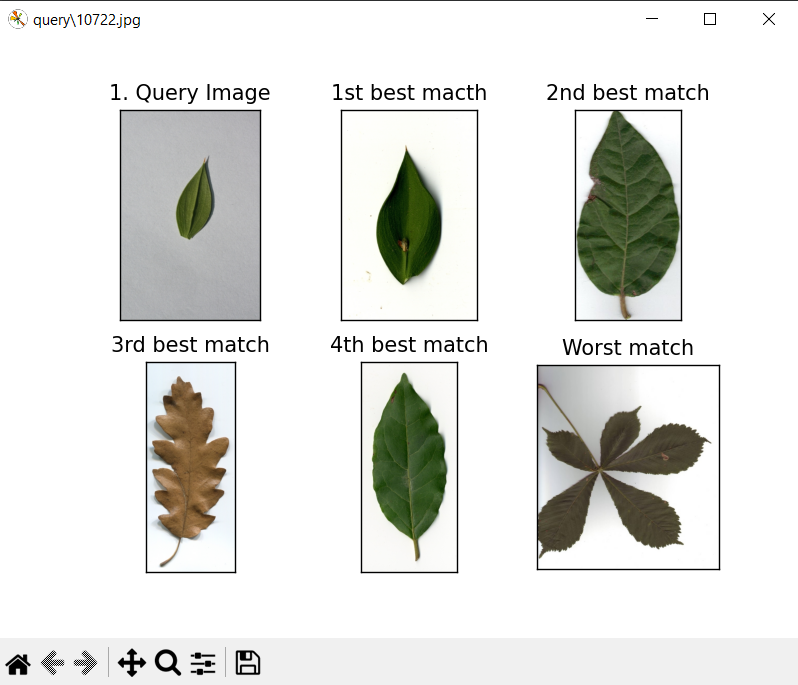 query\10722.jpg
1. Query Image
1st best macth
2nd best match
3rd best match
4th best match
Worst match